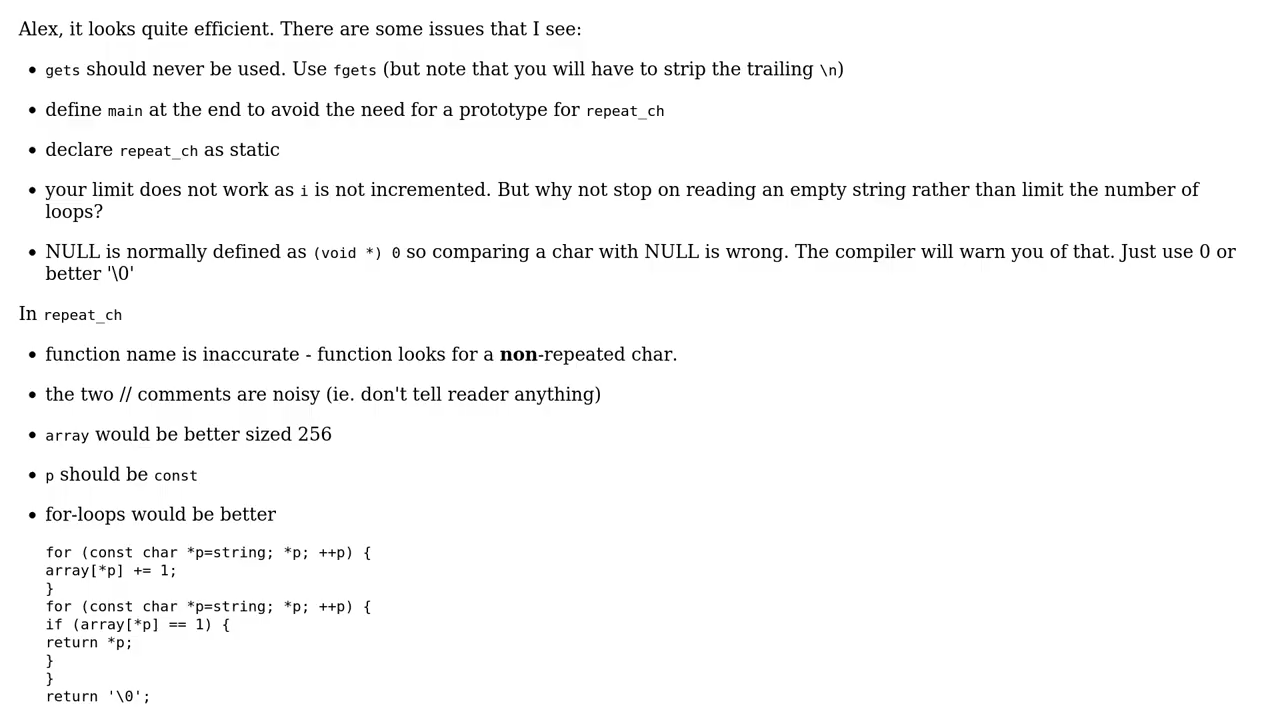 Alex, it looks quite efficient. There are some issues that I see:
• gets should never be used. Use fgets (but note that you will have to strip the trailing \n)
• define main at the end to avoid the need for a prototype for repeat_ch
• declare repeat_ch as static
• your limit does not work as i is not incremented. But why not stop on reading an empty string rather than limit the number of
loops?
• NULL is normally defined as (void *) 0 so comparing a char with NULL is wrong. The compiler will warn you of that. Just use 0 or
better '\0'
In repeat_ch
• function name is inaccurate - function looks for a non-repeated char.
• the two // comments are noisy (ie. don't tell reader anything)
• array would be better sized 256
• p should be const
• for-loops would be better
for (const char *p=string; *p; ++p) {
array[*p] += 1;
}
for (const char *p=string; *p; ++p) {
if (array[*p] == 1) {
return *p;
}
}
return '\0';